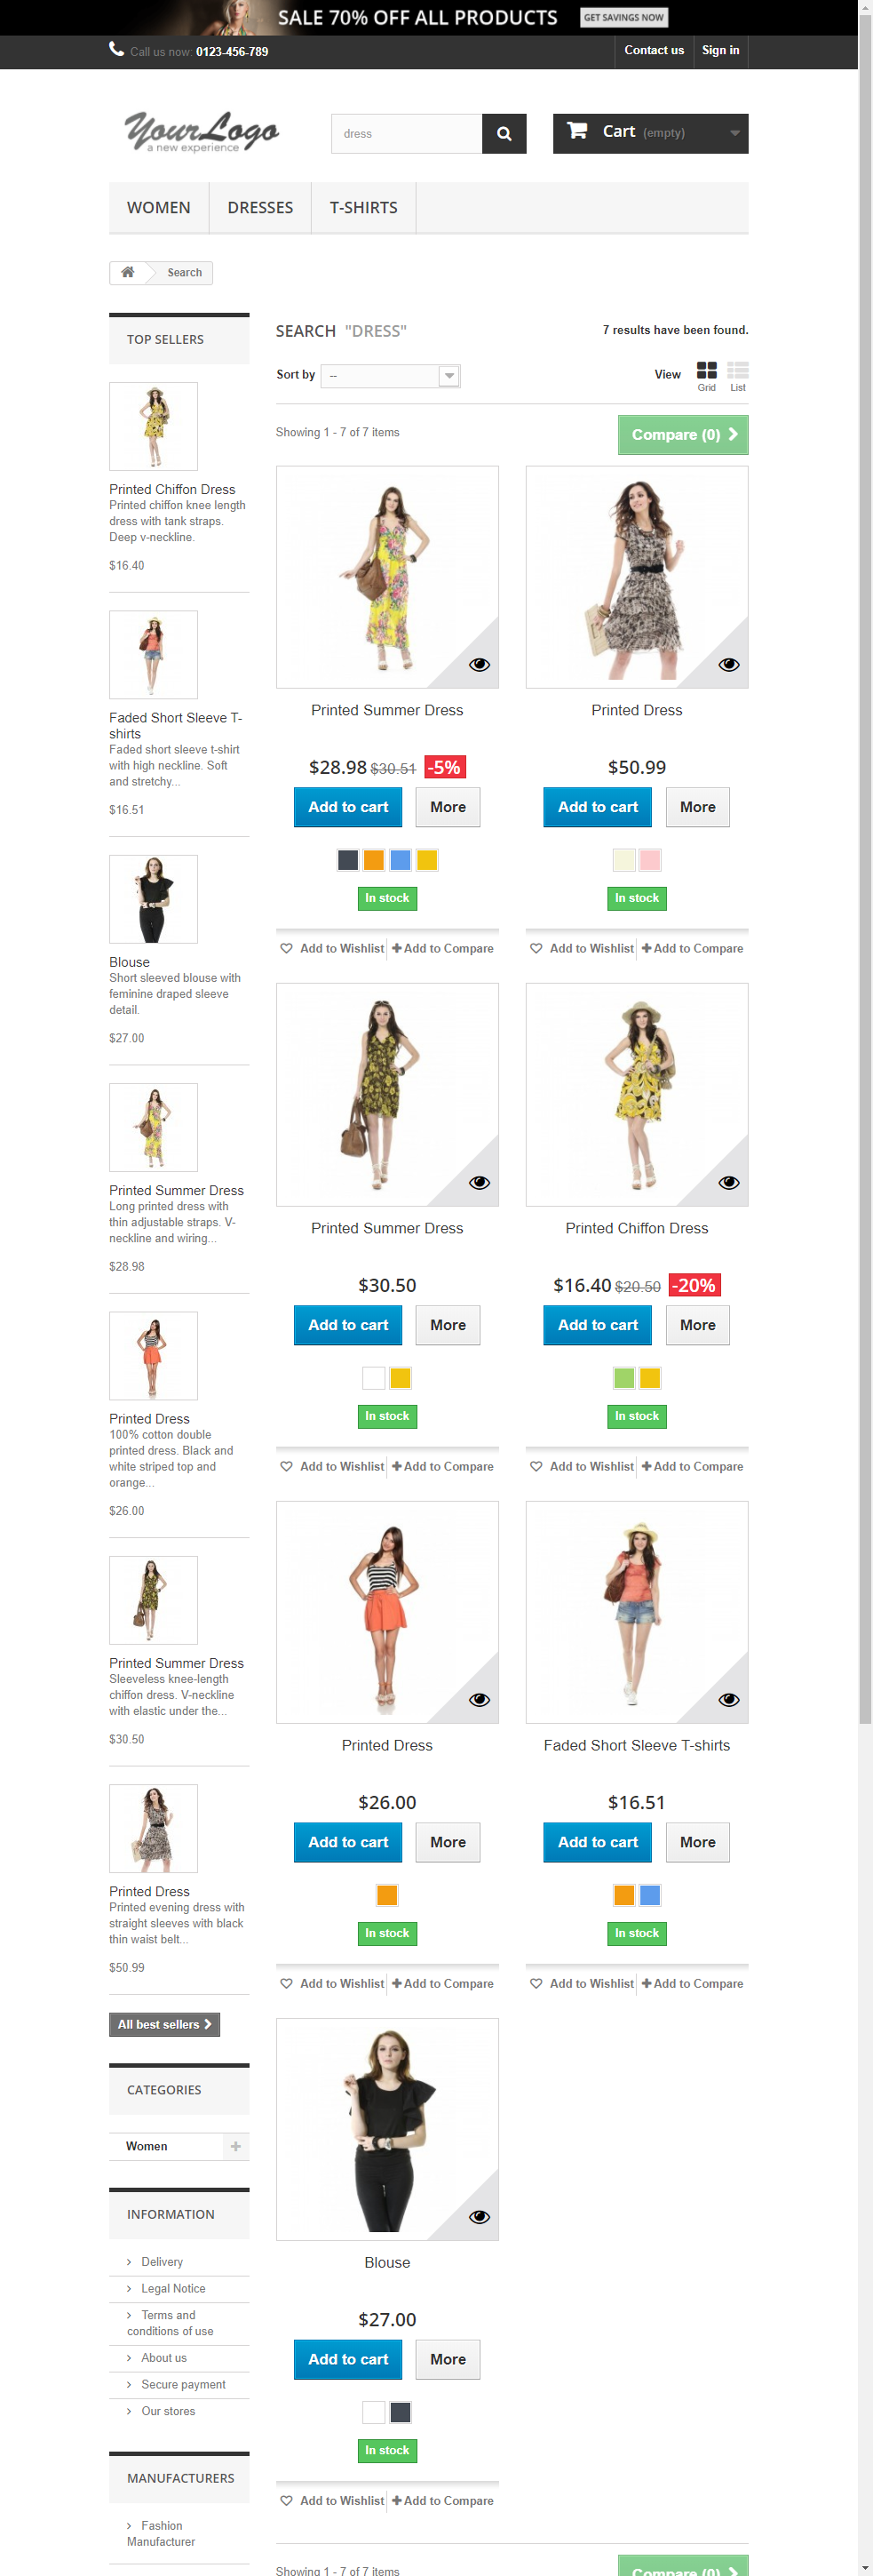 SALE 70% OFF ALL PRODUCTS GET SAVINGS NOW
Call us now: 0123-456-789
Contact us
Sign in
YourLogo
a new experience
dress
Cart (empty)
WOMEN
DRESSES
T-SHIRTS
Search
TOP SELLERS
Printed Chiffon Dress
Printed chiffon knee length
dress with tank straps.
Deep v-neckline.
$16.40
Faded Short Sleeve T-
shirts
Faded short sleeve t-shirt
with high neckline. Soft
and stretchy...
$16.51
Blouse
Short sleeved blouse with
feminine draped sleeve
detail.
$27.00
Printed Summer Dress
Long printed dress with
thin adjustable straps. V-
neckline and wiring...
$28.98
Printed Dress
100% cotton double
printed dress. Black and
white striped top and
orange...
$26.00
Printed Summer Dress
Sleeveless knee-length
chiffon dress. V-neckline
with elastic under the...
$30.50
Printed Dress
Printed evening dress with
straight sleeves with black
thin waist belt...
$50.99
All best sellers
CATEGORIES
Women
INFORMATION
Delivery
Legal Notice
Terms and
conditions of use
About us
Secure payment
Our stores
MANUFACTURERS
Fashion
Manufacturer
SEARCH "DRESS"
7 results have been found.
Sort by --
View
Grid
List
Showing 1 - 7 of 7 items
Compare (0)
Printed Summer Dress
$28.98 $30.51 -5%
Add to cart
More
In stock
Add to Wishlist
Add to Compare
Printed Dress
$50.99
Add to cart
More
In stock
Add to Wishlist
Add to Compare
Printed Summer Dress
$30.50
Add to cart
More
In stock
Add to Wishlist
Add to Compare
Printed Chiffon Dress
$16.40 $20.50 -20%
Add to cart
More
In stock
Add to Wishlist
Add to Compare
Printed Dress
$26.00
Add to cart
More
In stock
Add to Wishlist
Add to Compare
Faded Short Sleeve T-shirts
$16.51
Add to cart
More
In stock
Add to Wishlist
Add to Compare
Blouse
$27.00
Add to cart
More
In stock
Add to Wishlist
Add to Compare
Showing 1 - 7 of 7 items
Compare (0)